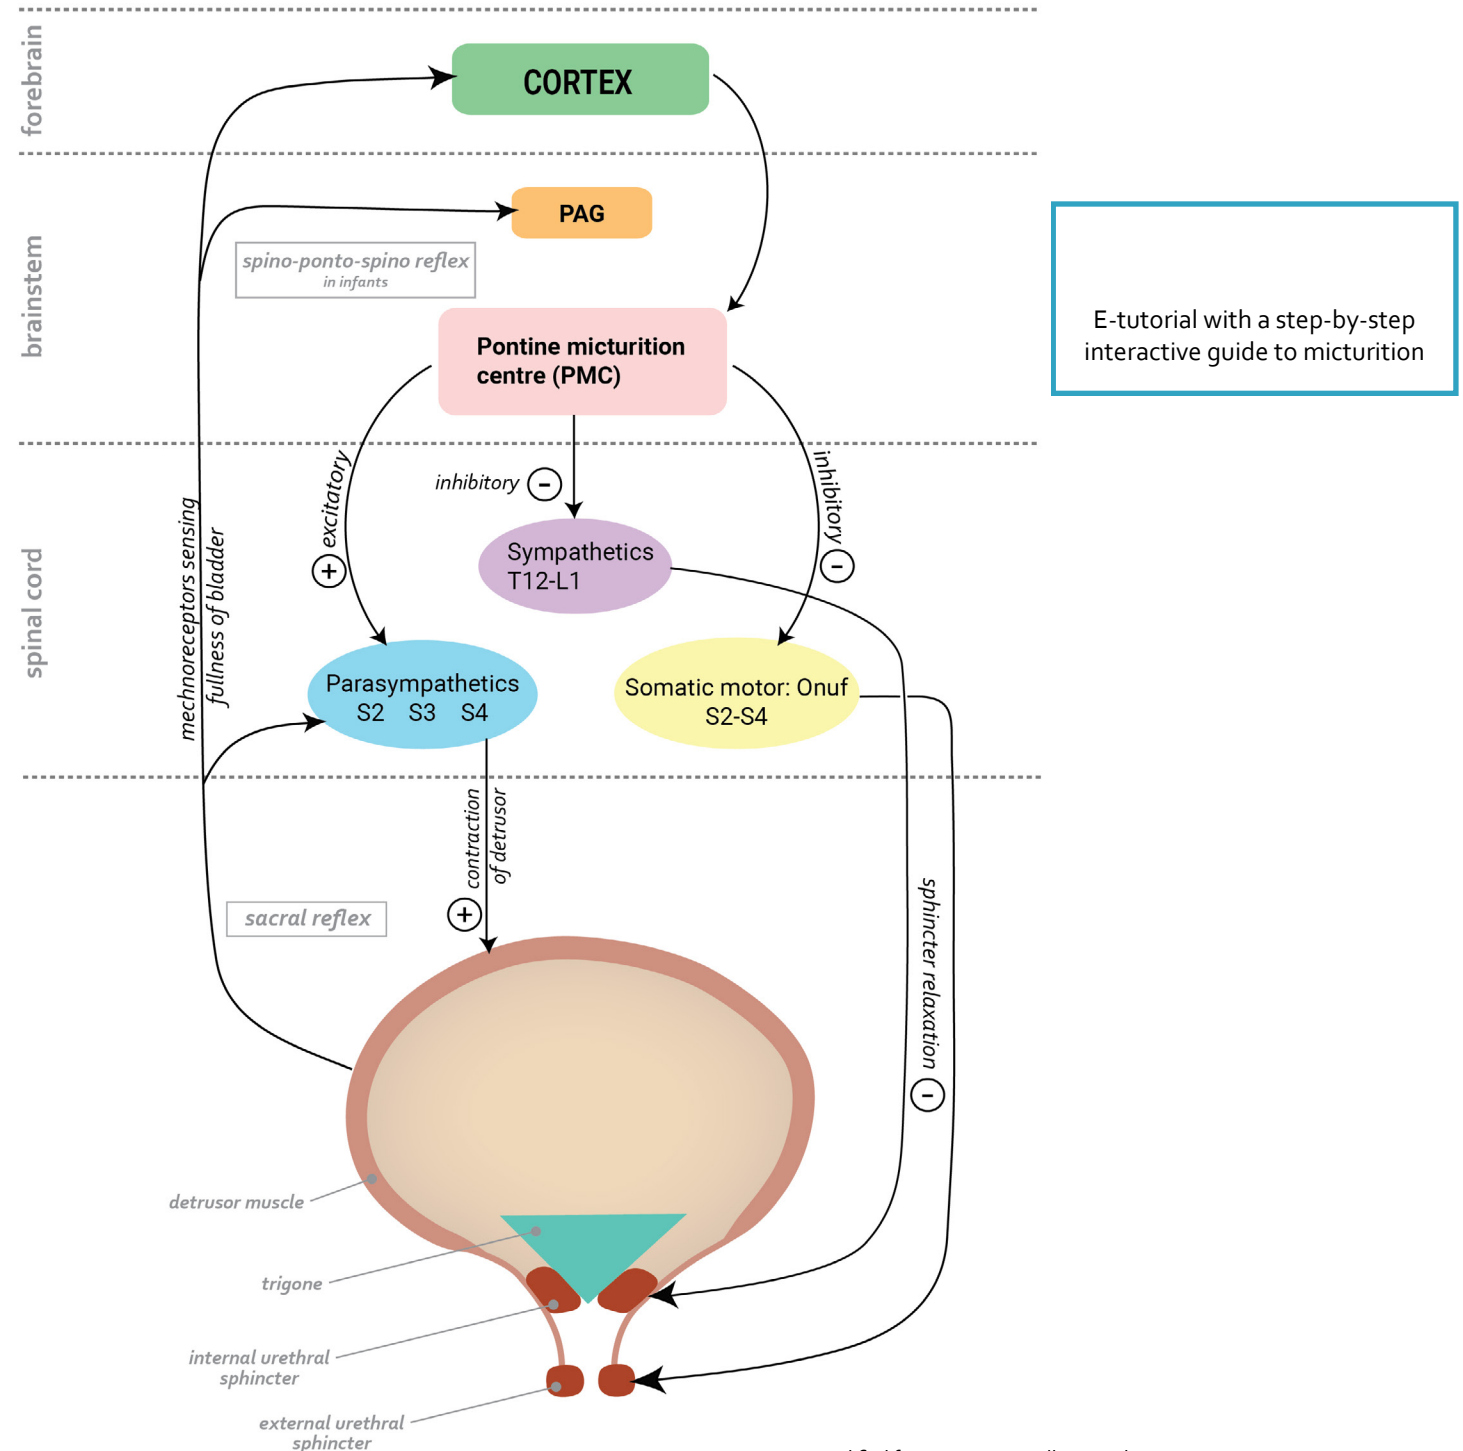 forebrain
CORTEX
brainstem
PAG
spino-ponto-spino reflex
in infants
E-tutorial with a step-by-step
interactive guide to micturition
Pontine micturition
centre (PMC)
spinal cord
mechnoreceptors sensing
fullness of bladder
+ excitatory
inhibitory -
inhibitory -
Sympathetics
T12-L1
Parasympathetics
S2 S3 S4
Somatic motor: Onuf
S2-S4
contraction
of detrusor
+
sacral reflex
sphincter relaxation
-
detrusor muscle
trigone
internal urethral
sphincter
external urethral
sphincter